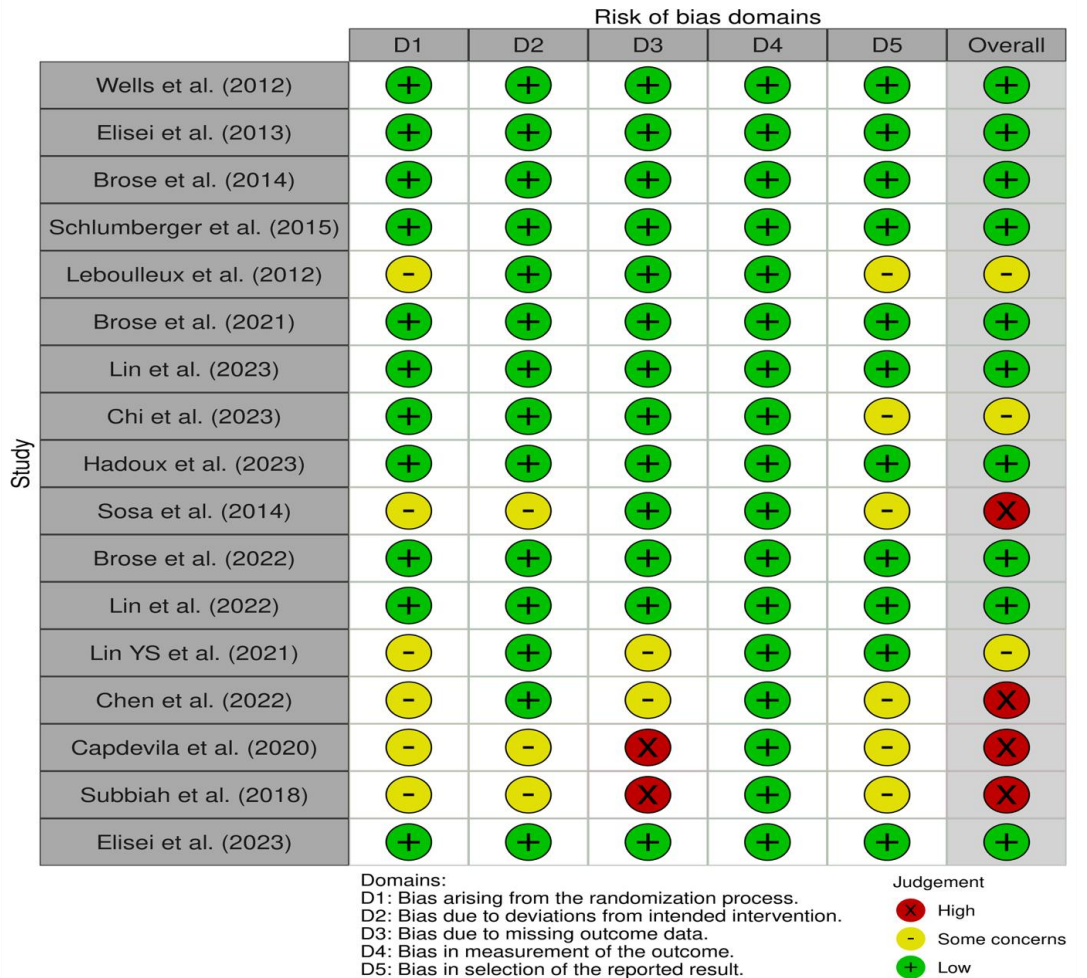 Risk of bias domains
D1 D2 D3 D4 D5 Overall
Wells et al. (2012) + + + + + +
Elisei et al. (2013) + + + + + +
Brose et al. (2014) + + + + + +
Schlumberger et al. (2015) + + + + + +
Leboulleux et al. (2012) - + + + - -
Brose et al. (2021) + + + + + +
Lin et al. (2023) + + + + + +
Chi et al. (2023) + + + + - -
Hadoux et al. (2023) + + + + + +
Sosa et al. (2014) - - + + - X
Brose et al. (2022) + + + + + +
Lin et al. (2022) + + + + + +
Lin YS et al. (2021) - + - + + -
Chen et al. (2022) - + - + - X
Capdevila et al. (2020) - - X + - X
Subbiah et al. (2018) - - X + - X
Elisei et al. (2023) + + + + + +
Study
Domains:
D1: Bias arising from the randomization process.
D2: Bias due to deviations from intended intervention.
D3: Bias due to missing outcome data.
D4: Bias in measurement of the outcome.
D5: Bias in selection of the reported result.
Judgement
X High
- Some concerns
+ Low